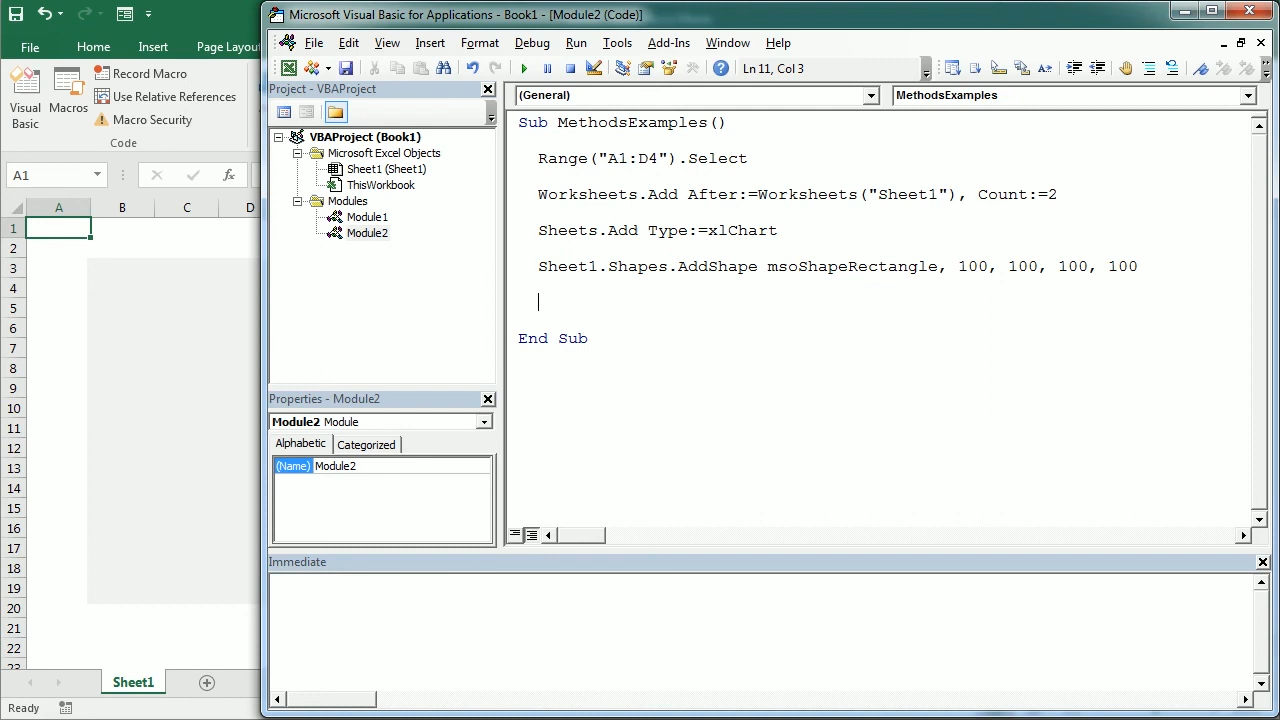 Microsoft Visual Basic for Applications - Book1 - [Module2 (Code)]
File Home Insert Page Layou
File Edit View Insert Format Debug Run Tools Add-Ins Window Help
Ln 11, Col 3
Visual Basic
Macros
Record Macro
Use Relative References
Macro Security
Code
A1
fx
A B C D
1
2
3
4
5
6
7
8
9
10
11
12
13
14
15
16
17
18
19
20
21
22
23
Sheet1
Ready
Project - VBAProject
VBAProject (Book1)
Microsoft Excel Objects
Sheet1 (Sheet1)
ThisWorkbook
Modules
Module1
Module2
Properties - Module2
Module2 Module
Alphabetic Categorized
(Name) Module2
(General) MethodsExamples
Sub MethodsExamples()
Range("A1:D4").Select
Worksheets.Add After:=Worksheets("Sheet1"), Count:=2
Sheets.Add Type:=xlChart
Sheet1.Shapes.AddShape msoShapeRectangle, 100, 100, 100, 100
End Sub
Immediate